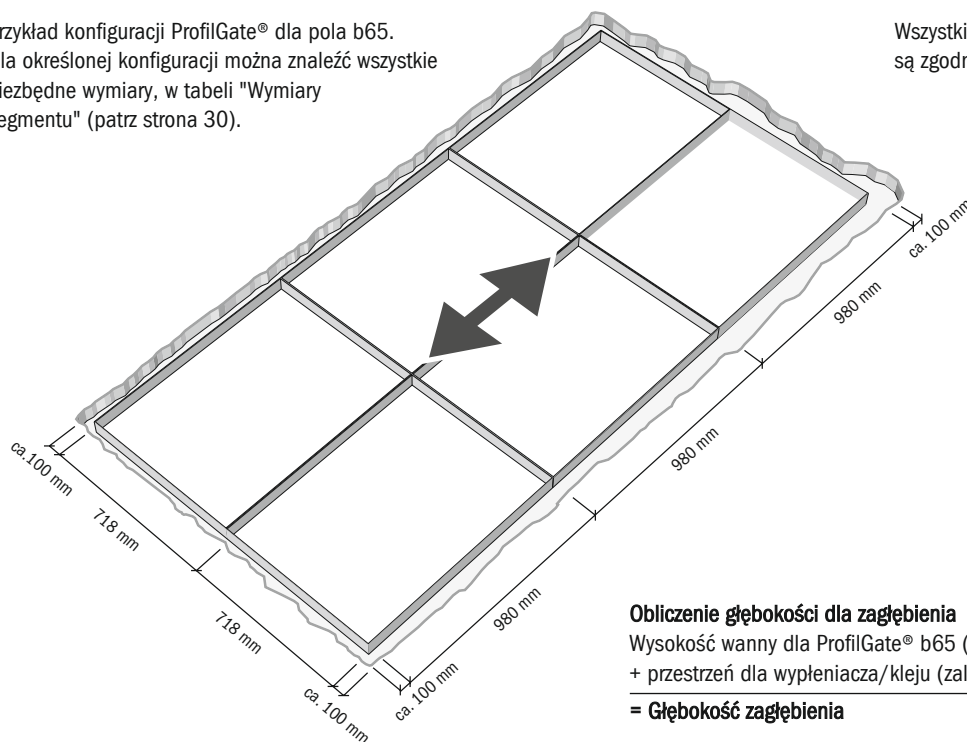 rzykład konfiguracji ProfilGate® dla pola b65.
la określonej konfiguracji można znaleźć wszystkie
iezbędne wymiary, w tabeli "Wymiary
egmentu" (patrz strona 30).
Wszystki
są zgodn
ca. 100 mm
980 mm
980 mm
980 mm
ca. 100 mm
ca.100 mm
718 mm
718 mm
ca. 100 mm
Obliczenie głębokości dla zagłębienia
Wysokość wanny dla ProfilGate® b65 (
+ przestrzeń dla wypłeniacza/kleju (zal
= Głębokość zagłębienia